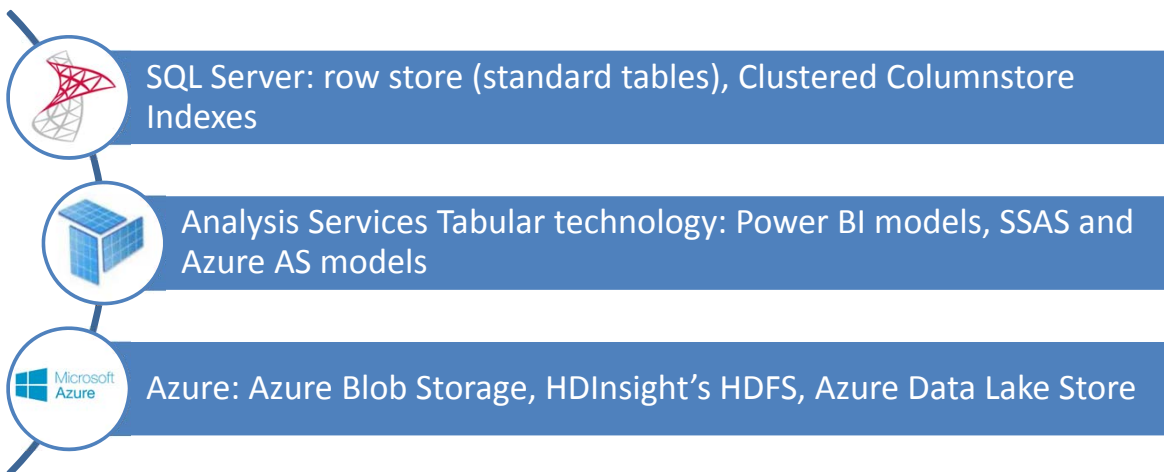 SQL Server: row store (standard tables), Clustered Columnstore
Indexes
Analysis Services Tabular technology: Power BI models, SSAS and
Azure AS models
Microsoft
Azure
Azure: Azure Blob Storage, HDInsight’s HDFS, Azure Data Lake Store